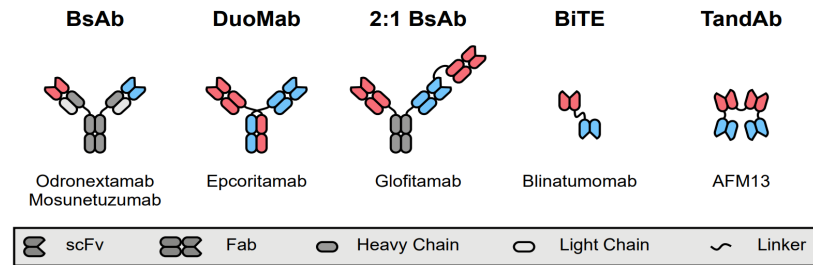 BsAb
DuoMab
2:1 BsAb
BiTE
TandAb
Odronextamab
Mosunetuzumab
Epcoritamab
Glofitamab
Blinatumomab
AFM13
scFv
Fab
Heavy Chain
Light Chain
Linker